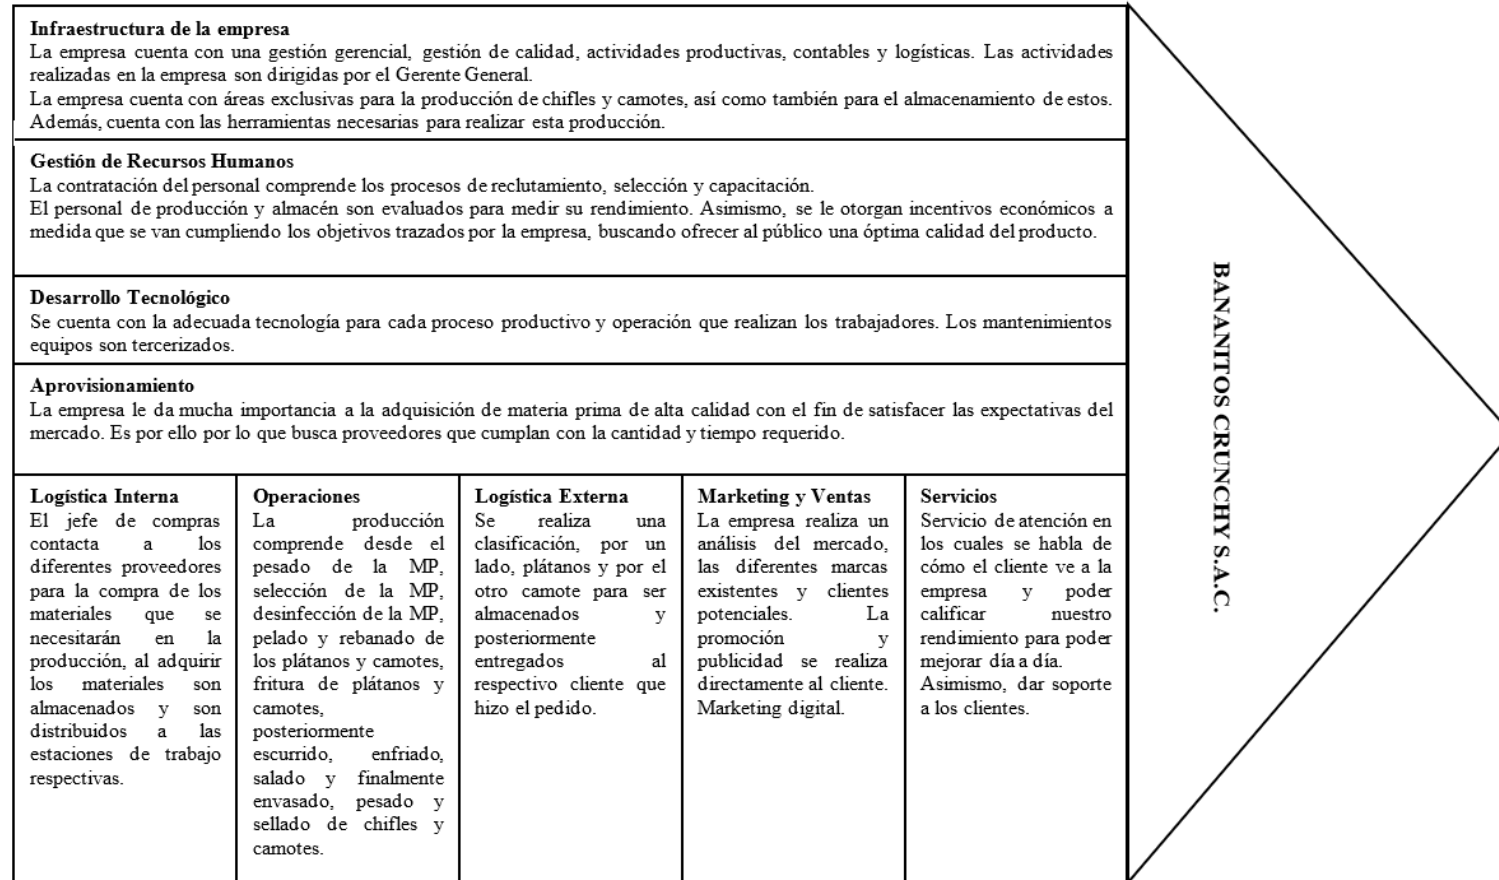 Infraestructura de la empresa
La empresa cuenta con una gestión gerencial, gestión de calidad, actividades productivas, contables y logísticas. Las actividades
realizadas en la empresa son dirigidas por el Gerente General.
La empresa cuenta con áreas exclusivas para la producción de chifles y camotes, así como también para el almacenamiento de estos.
Además, cuenta con las herramientas necesarias para realizar esta producción.
Gestión de Recursos Humanos
La contratación del personal comprende los procesos de reclutamiento, selección y capacitación.
El personal de producción y almacén son evaluados para medir su rendimiento. Asimismo, se le otorgan incentivos económicos a
medida que se van cumpliendo los objetivos trazados por la empresa, buscando ofrecer al público una óptima calidad del producto.
Desarrollo Tecnológico
Se cuenta con la adecuada tecnología para cada proceso productivo y operación que realizan los trabajadores. Los mantenimientos
equipos son tercerizados.
Aprovisionamiento
La empresa le da mucha importancia a la adquisición de materia prima de alta calidad con el fin de satisfacer las expectativas del
mercado. Es por ello por lo que busca proveedores que cumplan con la cantidad y tiempo requerido.
Logística Interna
El jefe de compras
contacta a los
diferentes proveedores
para la compra de los
materiales que se
necesitarán en la
producción, al adquirir
los materiales son
almacenados y son
distribuidos a las
estaciones de trabajo
respectivas.
Operaciones
La producción
comprende desde el
pesado de la MP,
selección de la MP,
desinfección de la MP,
pelado y rebanado de
los plátanos y camotes,
fritura de plátanos y
camotes,
posteriormente
escurrido, enfriado,
salado y finalmente
envasado, pesado y
sellado de chifles y
camotes.
Logística Externa
Se realiza una
clasificación, por un
lado, plátanos y por el
otro camote para ser
almacenados y
posteriormente
entregados al
respectivo cliente que
hizo el pedido.
Marketing y Ventas
La empresa realiza un
análisis del mercado,
las diferentes marcas
existentes y clientes
potenciales. La
promoción y
publicidad se realiza
directamente al cliente.
Marketing digital.
Servicios
Servicio de atención en
los cuales se habla de
cómo el cliente ve a la
empresa y poder
calificar nuestro
rendimiento para poder
mejorar día a día.
Asimismo, dar soporte
a los clientes.
BANANITOS CRUNCHY S.A.C.